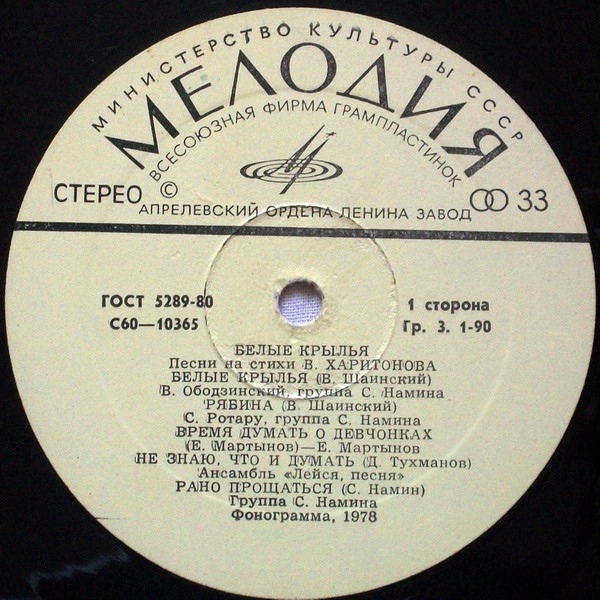 МИНИСТЕРСТВО КУЛЬТУРЫ СССР
МЕЛОДИЯ
ВСЕСОЮЗНАЯ ФИРМА ГРАМПЛАСТИНОК
СТЕРЕО ©
33
АПРЕЛЕВСКИЙ ОРДЕНА ЛЕНИНА ЗАВОД
ГОСТ 5289-80
С60—10365
1 сторона
Гр. 3. 1-90
БЕЛЫЕ КРЫЛЬЯ
Песни на стихи В. ХАРИТОНОВА
БЕЛЫЕ КРЫЛЬЯ (В. Шаинский)
В. Ободзинский, группа С. Намина
РЯБИНА (В. Шаинский)
С. Ротару, группа С. Намина
ВРЕМЯ ДУМАТЬ О ДЕВЧОНКАХ
(Е. Мартынов)—Е. Мартынов
НЕ ЗНАЮ, ЧТО И ДУМАТЬ (Д. Тухманов)
Ансамбль «Лейся, песня»
РАНО ПРОЩАТЬСЯ (С. Намин)
Группа С. Намина
Фонограмма, 1978